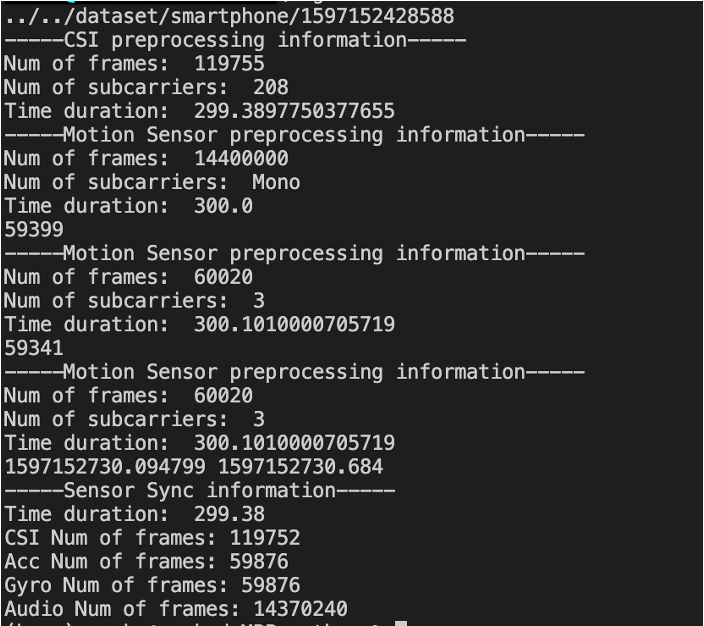 ../../dataset/smartphone/1597152428588
-----CSI preprocessing information-----
Num of frames:  119755
Num of subcarriers:  208
Time duration:  299.3897750377655
-----Motion Sensor preprocessing information-----
Num of frames:  14400000
Num of subcarriers:  Mono
Time duration:  300.0
59399
-----Motion Sensor preprocessing information-----
Num of frames:  60020
Num of subcarriers:  3
Time duration:  300.1010000705719
59341
-----Motion Sensor preprocessing information-----
Num of frames:  60020
Num of subcarriers:  3
Time duration:  300.1010000705719
1597152730.094799 1597152730.684
-----Sensor Sync information-----
Time duration:  299.38
CSI Num of frames: 119752
Acc Num of frames: 59876
Gyro Num of frames: 59876
Audio Num of frames: 14370240